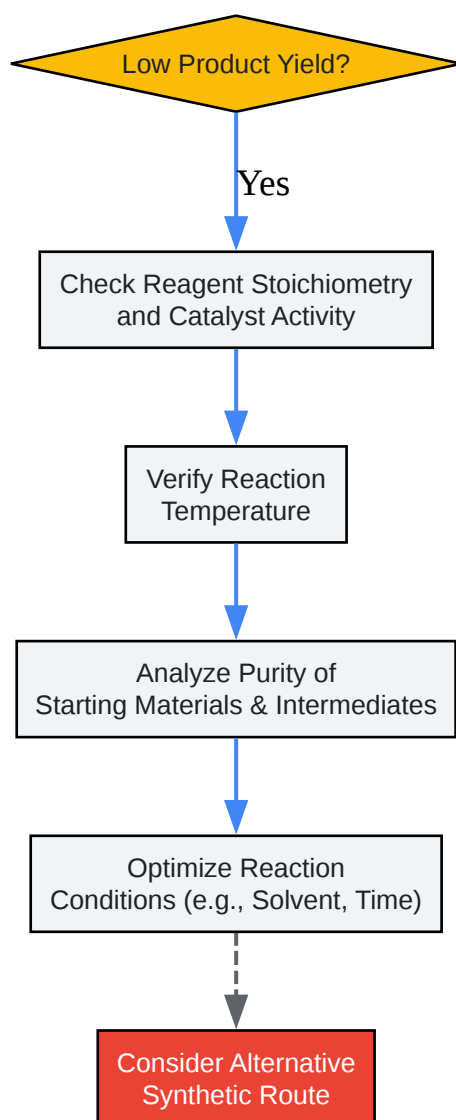 Low Product Yield?
Yes
Check Reagent Stoichiometry
and Catalyst Activity
Verify Reaction
Temperature
Analyze Purity of
Starting Materials & Intermediates
Optimize Reaction
Conditions (e.g., Solvent, Time)
Consider Alternative
Synthetic Route